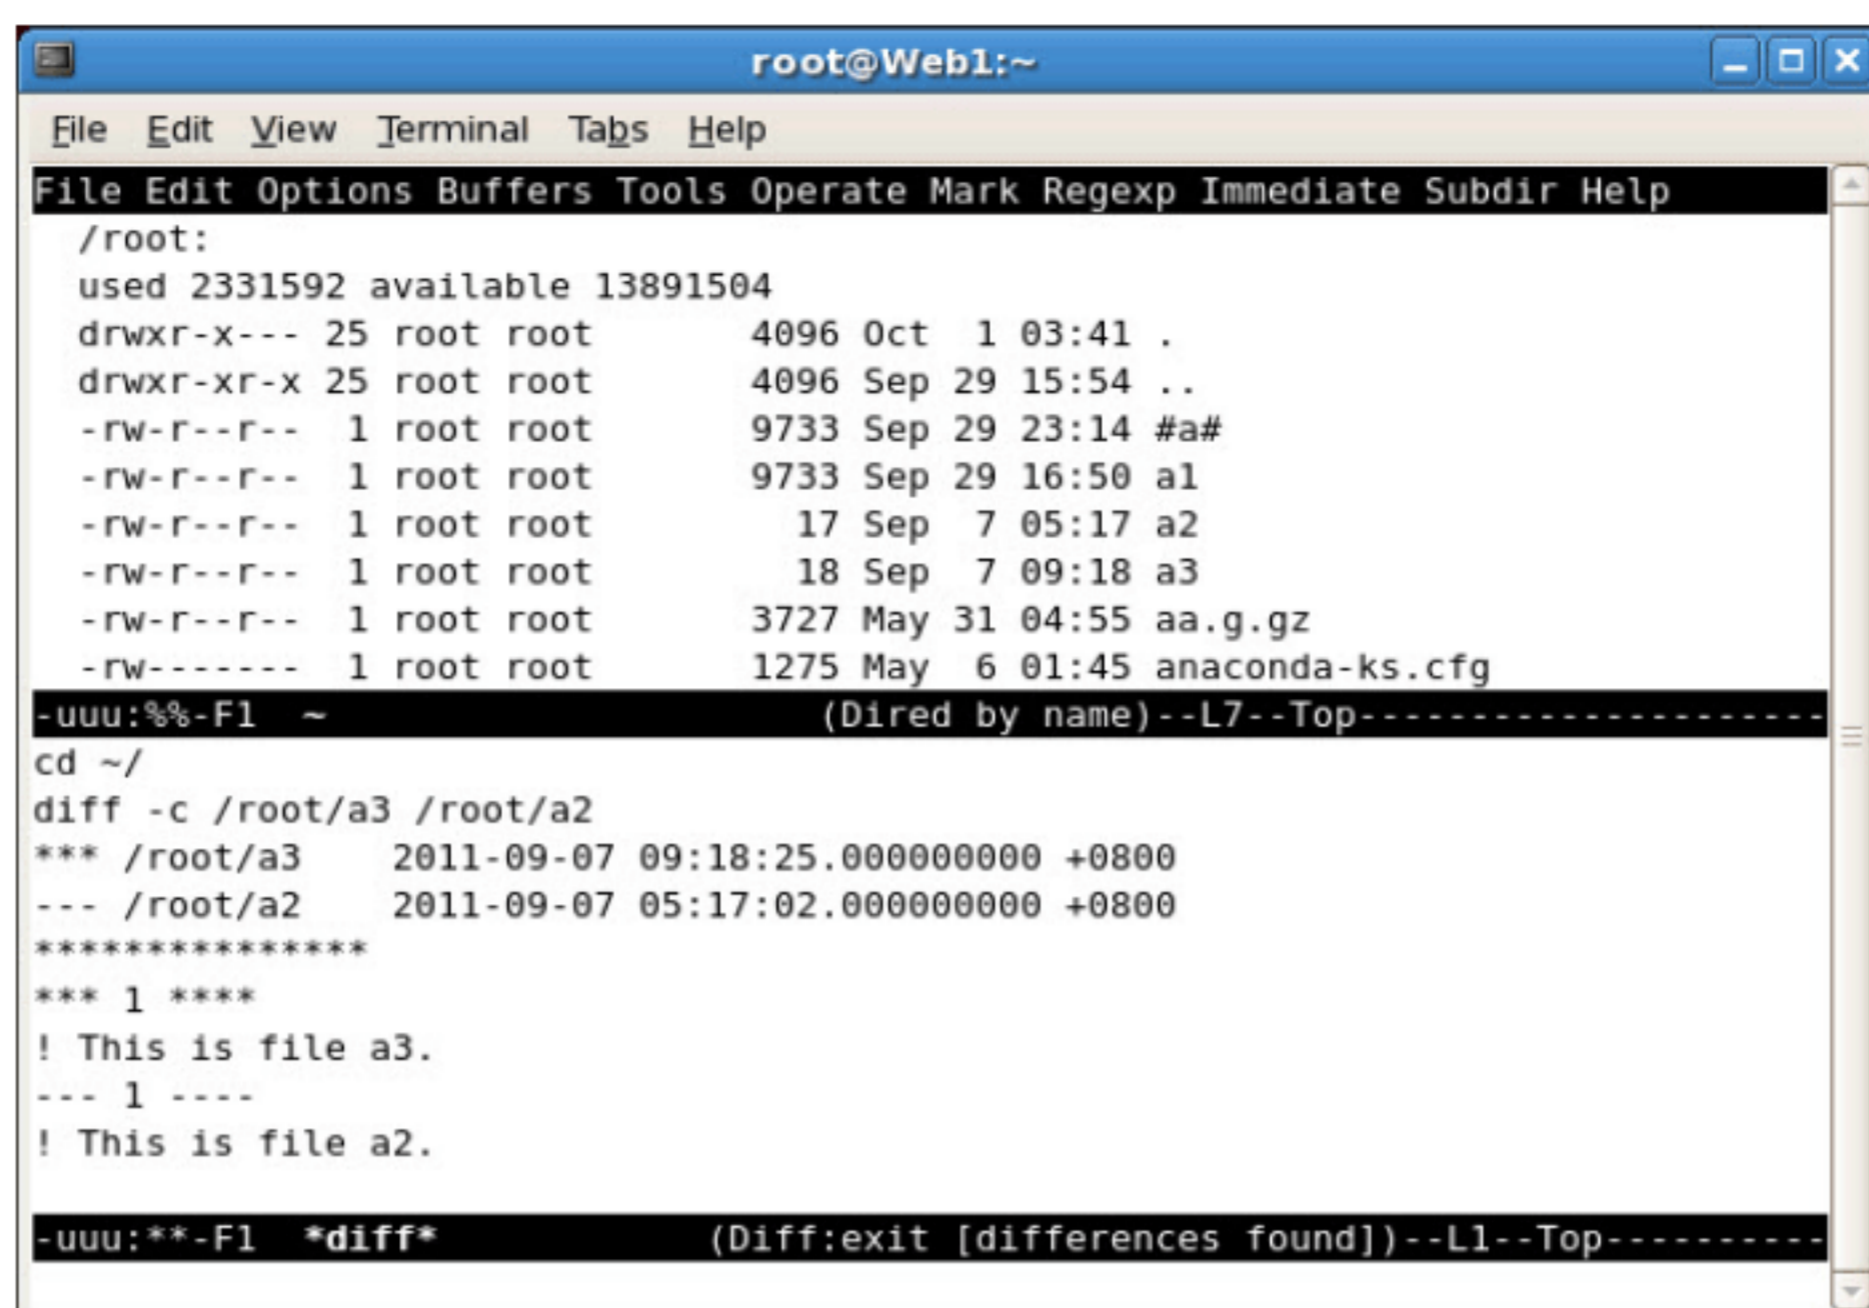 root@Web1:~
File Edit View Terminal Tabs Help
File Edit Options Buffers Tools Operate Mark Regexp Immediate Subdir Help
  /root:
  used 2331592 available 13891504
  drwxr-x--- 25 root root       4096 Oct  1 03:41 .
  drwxr-xr-x 25 root root       4096 Sep 29 15:54 ..
  -rw-r--r--  1 root root       9733 Sep 29 23:14 #a#
  -rw-r--r--  1 root root       9733 Sep 29 16:50 a1
  -rw-r--r--  1 root root         17 Sep  7 05:17 a2
  -rw-r--r--  1 root root         18 Sep  7 09:18 a3
  -rw-r--r--  1 root root       3727 May 31 04:55 aa.g.gz
  -rw-------  1 root root       1275 May  6 01:45 anaconda-ks.cfg
-uuu:%%-F1  ~                      (Dired by name)--L7--Top---------------------
cd ~/
diff -c /root/a3 /root/a2
*** /root/a3    2011-09-07 09:18:25.000000000 +0800
--- /root/a2    2011-09-07 05:17:02.000000000 +0800
***************
*** 1 ****
! This is file a3.
--- 1 ----
! This is file a2.
-uuu:**-F1  *diff*            (Diff:exit [differences found])--L1--Top----------